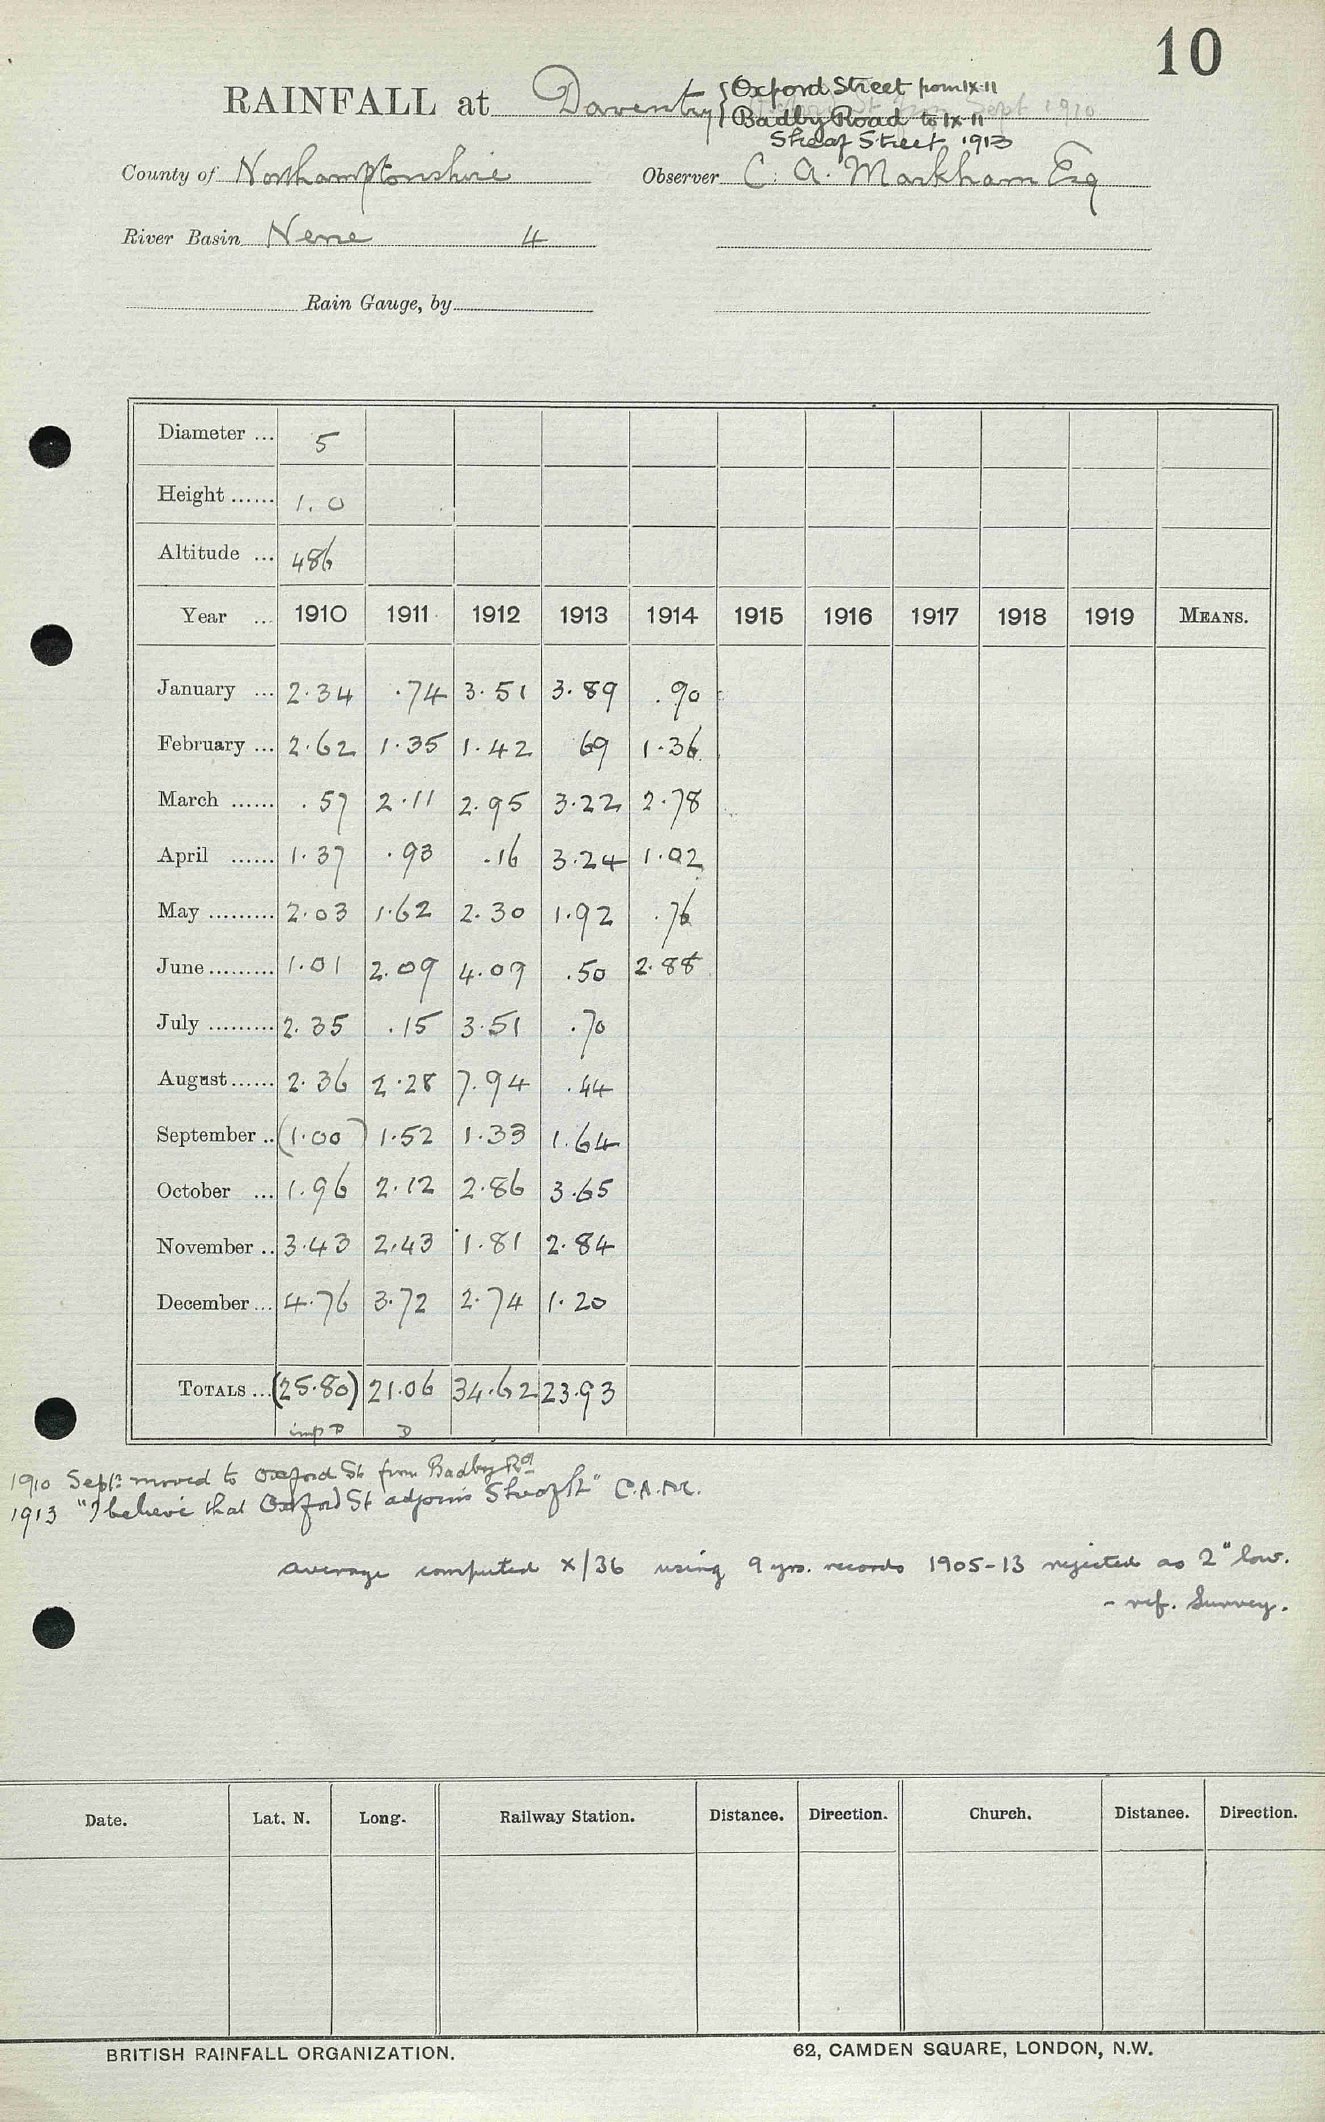 10
RAINFALL at Daventry { Oxford Street from IX.11
Badby Road to IX.11
Sheaf Street 1913
County of Northamptonshire Observer C. A. Markham Esq
River Basin Nene 4
Rain Gauge, by
Diameter ... 5
Height ...... 1.0
Altitude ... 486
Year ... 1910 1911 1912 1913 1914 1915 1916 1917 1918 1919 MEANS.
January ... 2.34 .74 3.51 3.89 .90
February ... 2.62 1.35 1.42 69 1.36
March ...... .57 2.11 2.95 3.22 2.78
April ...... 1.37 .93 .16 3.24 1.02
May ......... 2.03 1.62 2.30 1.92 .76
June ......... 1.01 2.09 4.09 .50 2.88
July ......... 2.35 .15 3.51 .70
August ...... 2.36 2.28 7.94 .44
September .. (1.00) 1.52 1.33 1.64
October ... 1.96 2.12 2.86 3.65
November .. 3.43 2.43 1.81 2.84
December ... 4.76 3.72 2.74 1.20
TOTALS ... (25.80) 21.06 34.62 23.93
imp D D
1910 Sept: moved to Oxford St from Badby Rd
1913 "I believe that Oxford St adjoins Sheaf St" C.A.M.
average computed x/36 using 9 yrs. records 1905-13 rejected as 2" low.
- ref. Survey.
Date. Lat. N. Long. Railway Station. Distance. Direction. Church. Distance. Direction.
BRITISH RAINFALL ORGANIZATION. 62, CAMDEN SQUARE, LONDON, N.W.